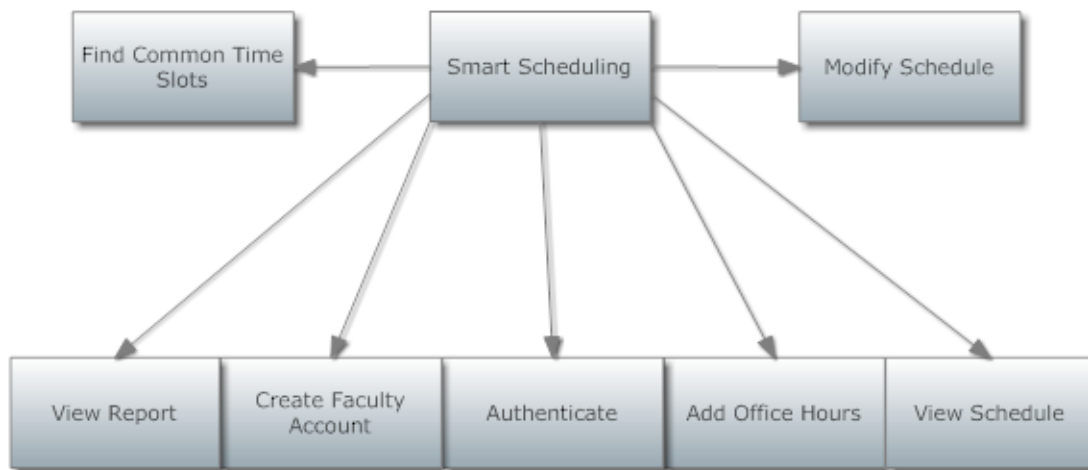 Find Common Time
Slots
Smart Scheduling
Modify Schedule
View Report
Create Faculty
Account
Authenticate
Add Office Hours
View Schedule